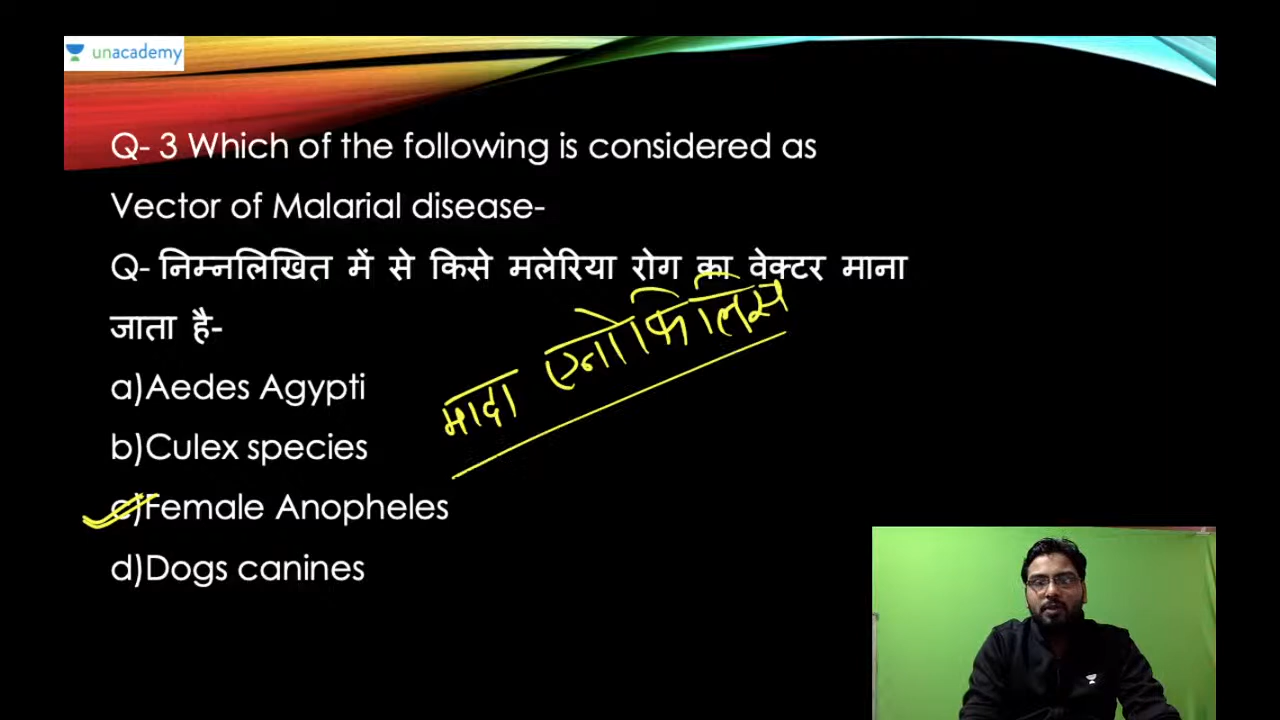 unacademy
Q- 3 Which of the following is considered as
Vector of Malarial disease-
Q- निम्नलिखित में से किसे मलेरिया रोग का वेक्टर माना
जाता है-
मादा एनोकिलिस
a)Aedes Agypti
b)Culex species
c)Female Anopheles
d)Dogs canines